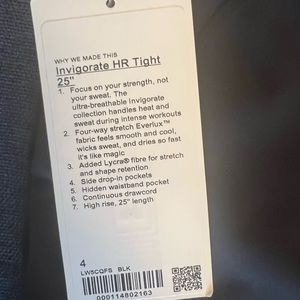 WHY WE MADE THIS
Invigorate HR Tight
25"
1. Focus on your strength, not
your sweat. The
ultra-breathable Invigorate
collection handles heat and
sweat during intense workouts
2. Four-way stretch Everlux™
fabric feels smooth and cool,
wicks sweat, and dries so fast
it's like magic
3. Added Lycra® fibre for stretch
and shape retention
4. Side drop-in pockets
5. Hidden waistband pocket
6. Continuous drawcord
7. High rise, 25" length
4
LW5CQFS BLK
000114802163